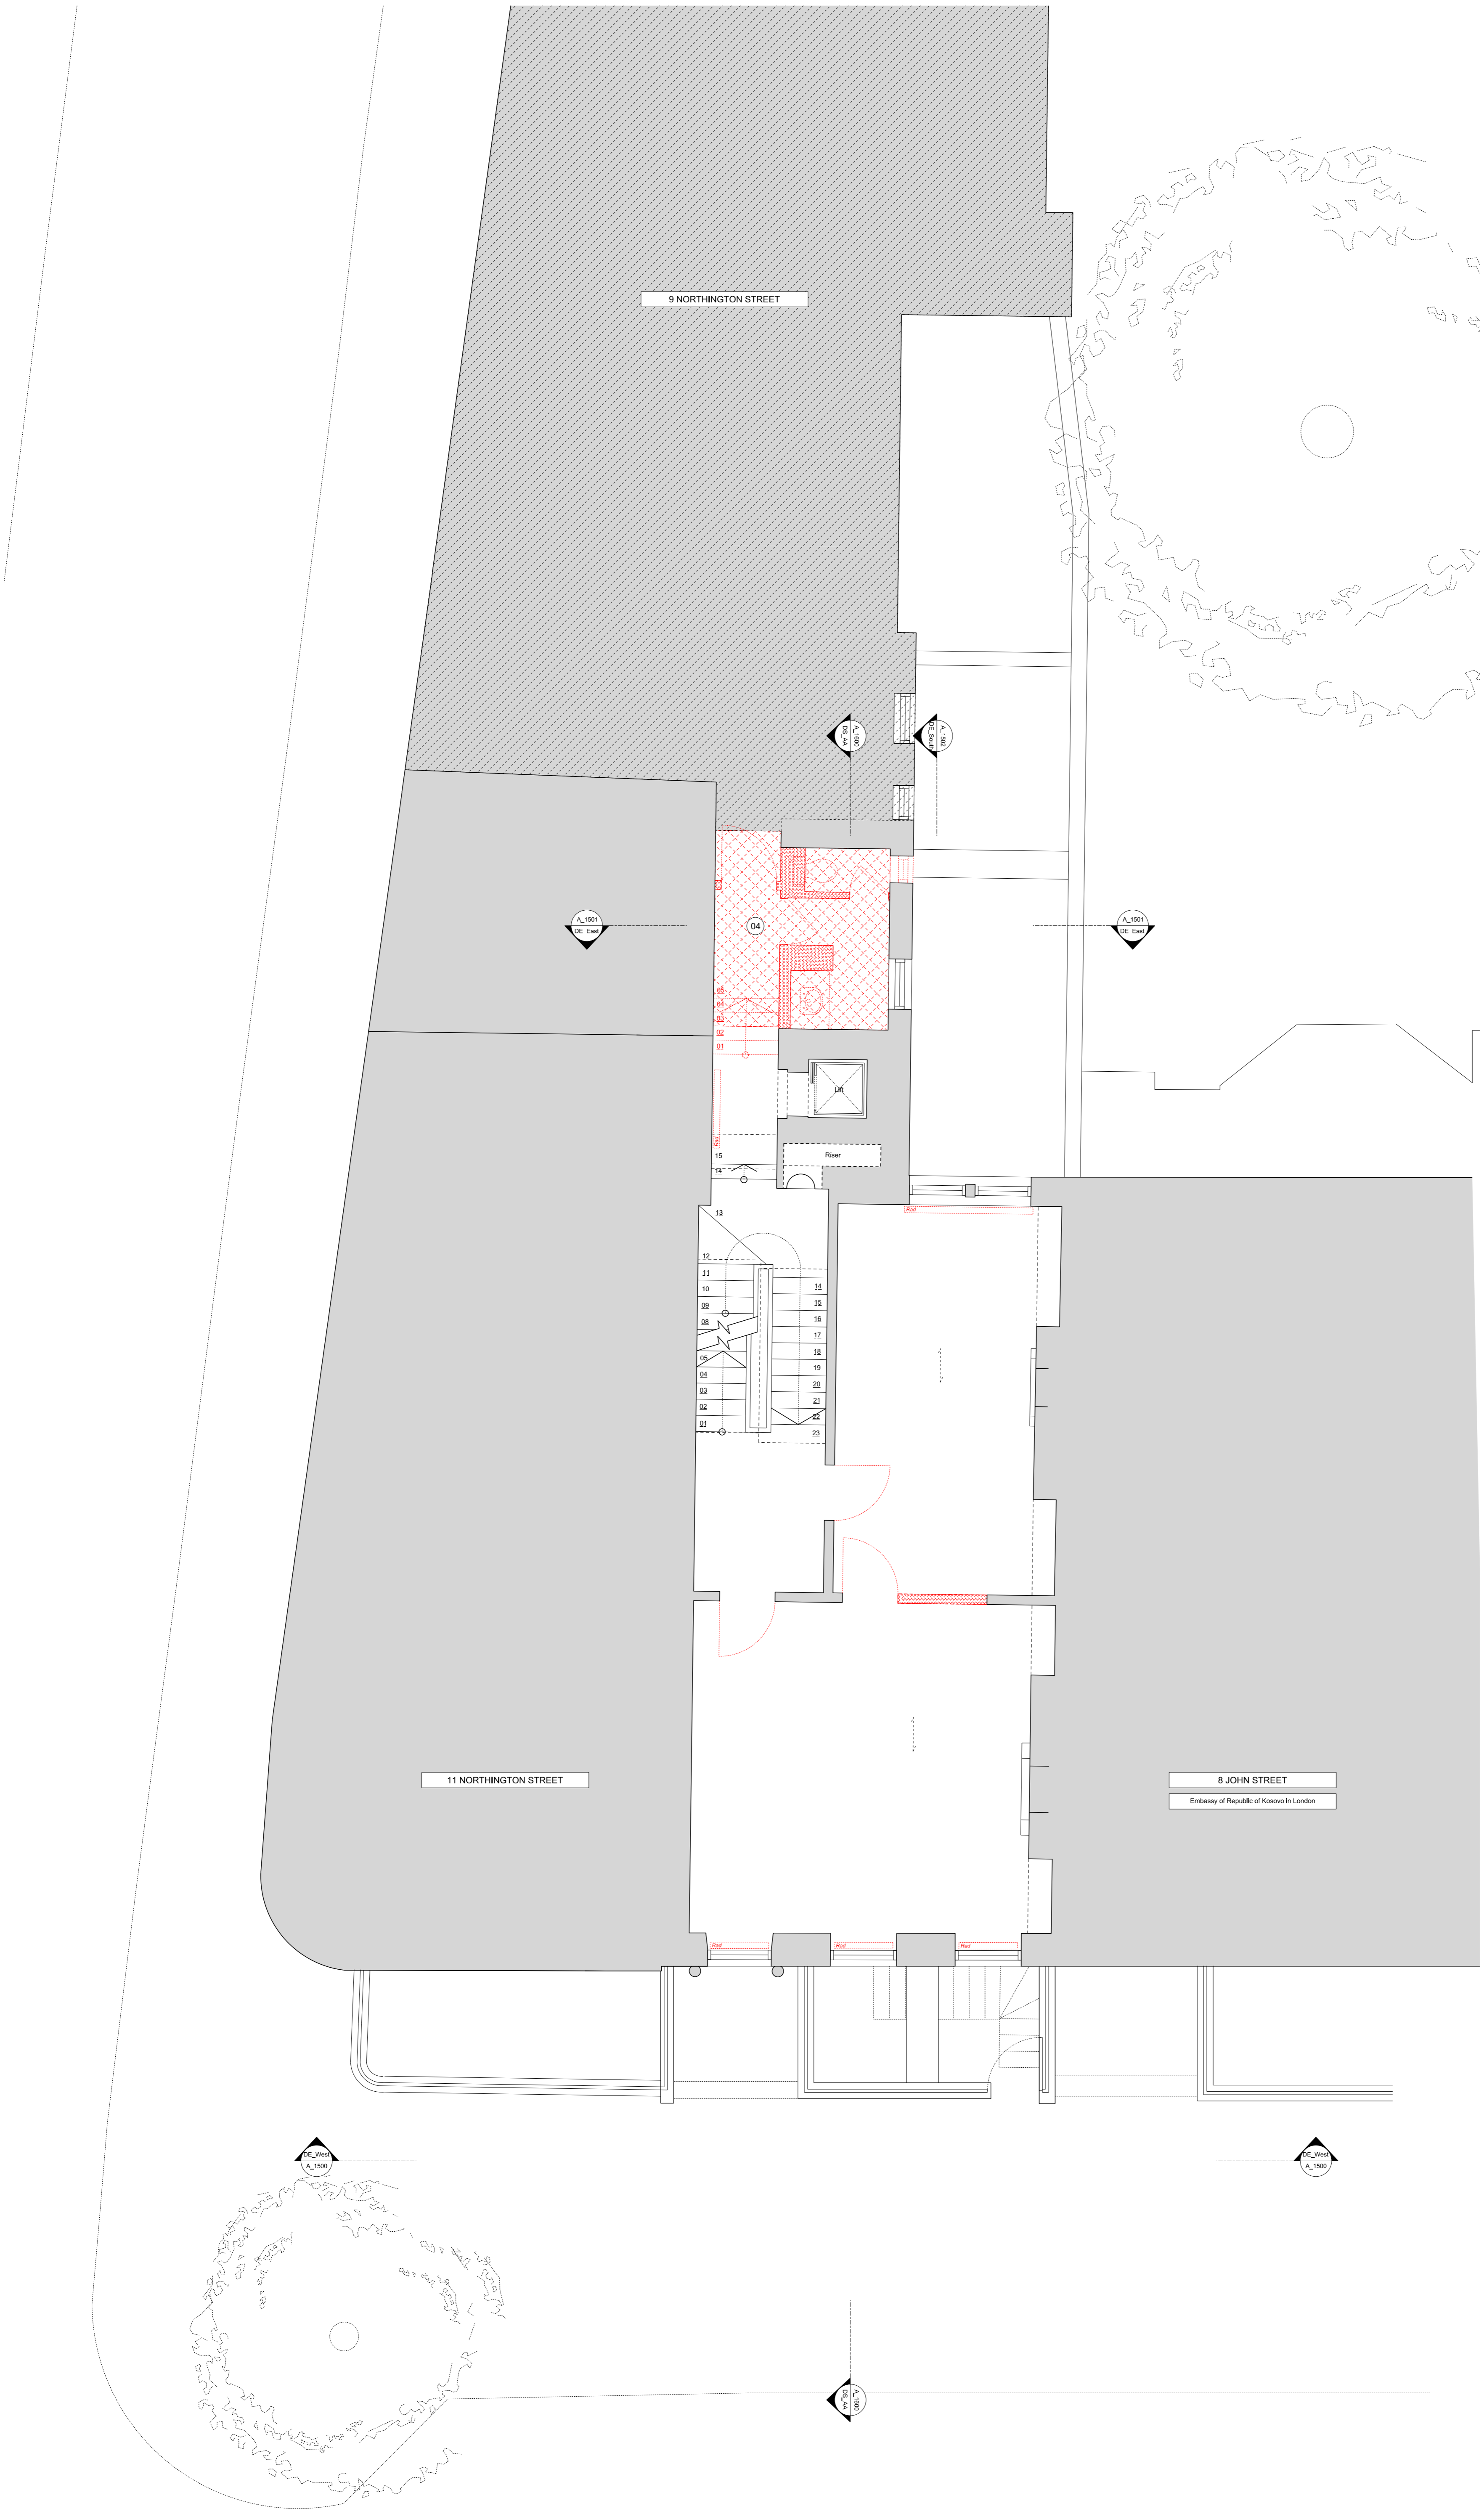 9 NORTHINGTON STREET
A_1600
DS_AA
A_1502
DE_South
A_1501
DE_East
04
A_1501
DE_East
05
04
03
02
01
Lift
Rad
Riser
15
14
Rad
13
12
11
10
09
08
05
04
03
02
01
14
15
16
17
18
19
20
21
22
23
11 NORTHINGTON STREET
8 JOHN STREET
Embassy of Republic of Kosovo in London
Rad
Rad
Rad
DE_West
A_1500
DE_West
A_1500
A_1600
DS_AA